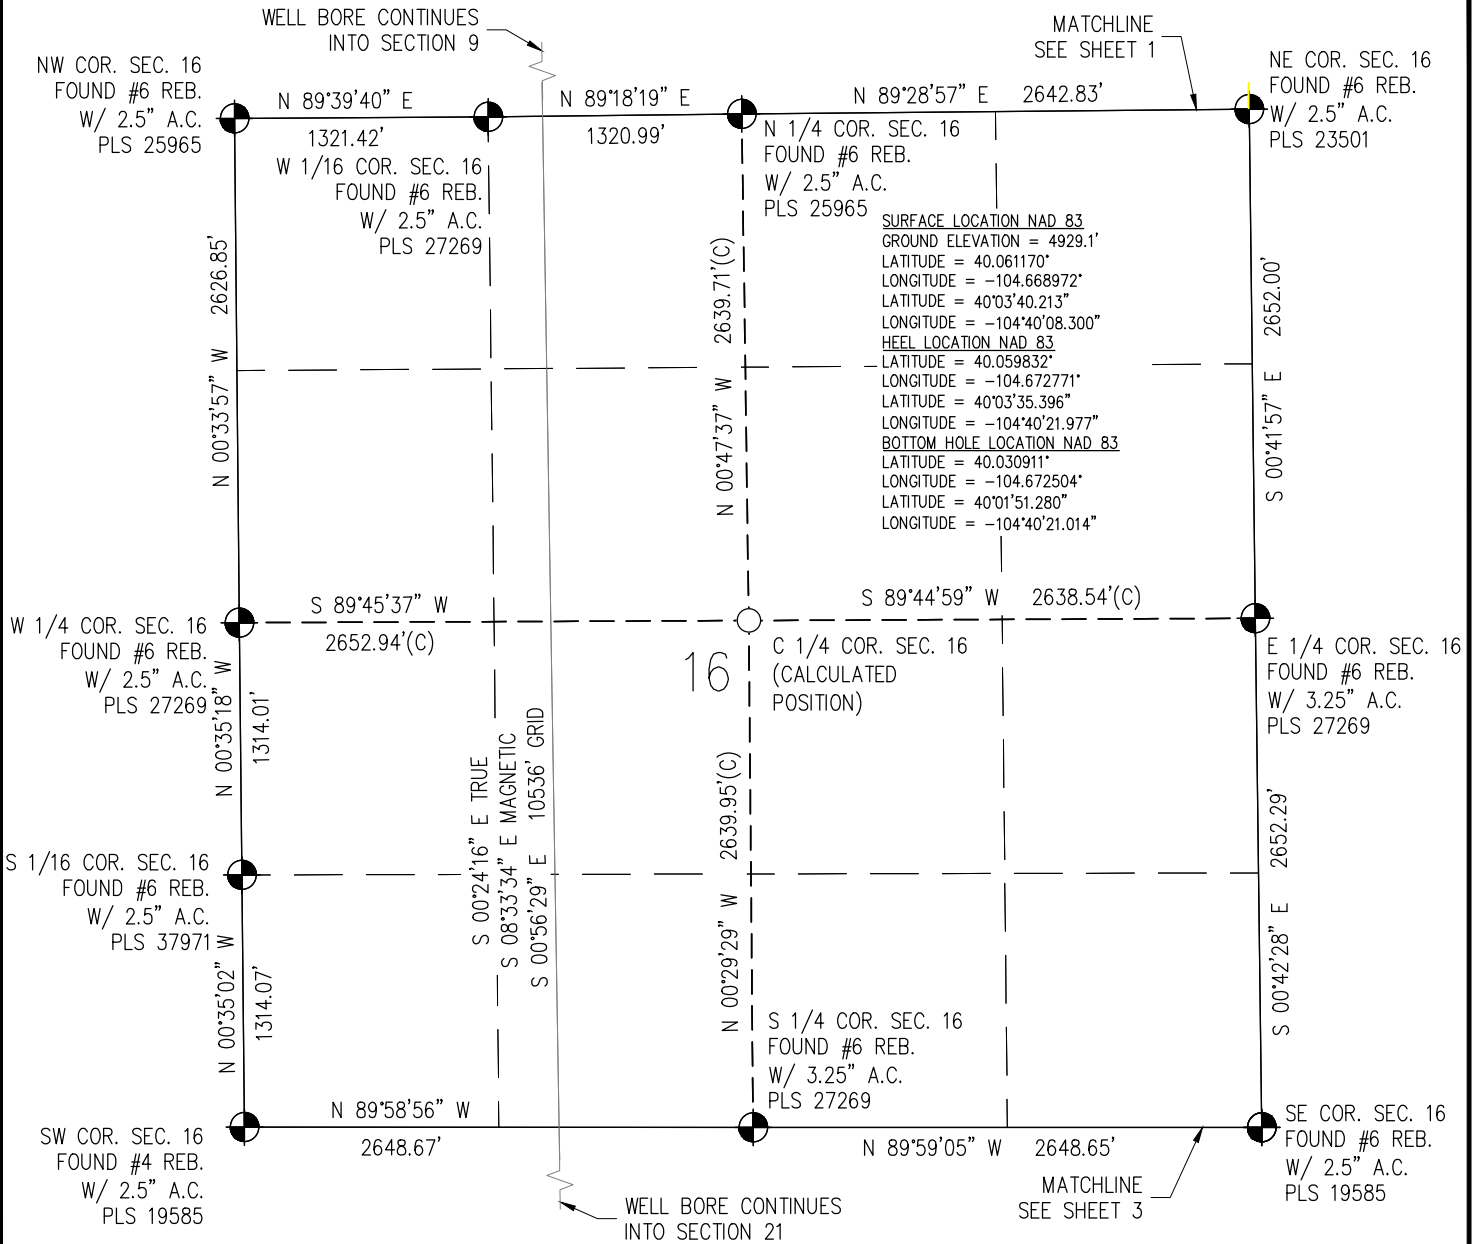 WELL BORE CONTINUES
INTO SECTION 9
MATCHLINE
SEE SHEET 1
NW COR. SEC. 16
FOUND #6 REB.
W/ 2.5" A.C.
PLS 25965
N 89°39'40" E
1321.42'
N 89°18'19" E
1320.99'
N 89°28'57" E 2642.83'
NE COR. SEC. 16
FOUND #6 REB.
W/ 2.5" A.C.
PLS 23501
W 1/16 COR. SEC. 16
FOUND #6 REB.
W/ 2.5" A.C.
PLS 27269
N 1/4 COR. SEC. 16
FOUND #6 REB.
W/ 2.5" A.C.
PLS 25965
SURFACE LOCATION NAD 83
GROUND ELEVATION = 4929.1'
LATITUDE = 40.061170°
LONGITUDE = -104.668972°
LATITUDE = 40°03'40.213"
LONGITUDE = -104°40'08.300"
HEEL LOCATION NAD 83
LATITUDE = 40.059832°
LONGITUDE = -104.672771°
LATITUDE = 40°03'35.396"
LONGITUDE = -104°40'21.977"
BOTTOM HOLE LOCATION NAD 83
LATITUDE = 40.030911°
LONGITUDE = -104.672504°
LATITUDE = 40°01'51.280"
LONGITUDE = -104°40'21.014"
N 00°33'57" W 2626.85'
N 00°47'37" W 2639.71'(C)
S 00°41'57" E 2652.00'
W 1/4 COR. SEC. 16
FOUND #6 REB.
W/ 2.5" A.C.
PLS 27269
S 89°45'37" W
2652.94'(C)
S 89°44'59" W 2638.54'(C)
16
C 1/4 COR. SEC. 16
(CALCULATED
POSITION)
E 1/4 COR. SEC. 16
FOUND #6 REB.
W/ 3.25" A.C.
PLS 27269
N 00°35'18" W
1314.01'
S 00°24'16" E TRUE
S 08°33'34" E MAGNETIC
S 00°56'29" E 10536' GRID
N 00°29'29" W 2639.95'(C)
S 00°42'28" E 2652.29'
S 1/16 COR. SEC. 16
FOUND #6 REB.
W/ 2.5" A.C.
PLS 37971
N 00°35'02" W
1314.07'
S 1/4 COR. SEC. 16
FOUND #6 REB.
W/ 3.25" A.C.
PLS 27269
SW COR. SEC. 16
FOUND #4 REB.
W/ 2.5" A.C.
PLS 19585
N 89°58'56" W
2648.67'
N 89°59'05" W 2648.65'
SE COR. SEC. 16
FOUND #6 REB.
W/ 2.5" A.C.
PLS 19585
MATCHLINE
SEE SHEET 3
WELL BORE CONTINUES
INTO SECTION 21